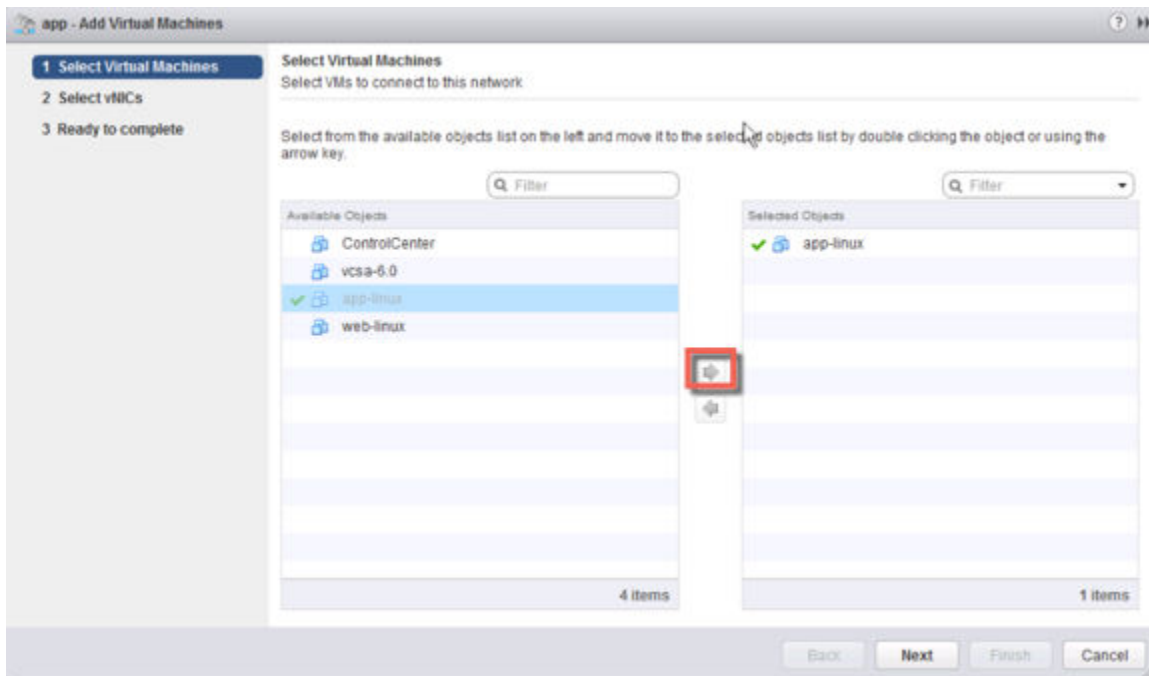 app - Add Virtual Machines
?
1 Select Virtual Machines
2 Select vNICs
3 Ready to complete
Select Virtual Machines
Select VMs to connect to this network
Select from the available objects list on the left and move it to the selected objects list by double clicking the object or using the
arrow key.
Filter
Available Objects
ControlCenter
vcsa-6.0
app-linux
web-linux
4 items
Filter
Selected Objects
app-linux
1 items
Back
Next
Finish
Cancel